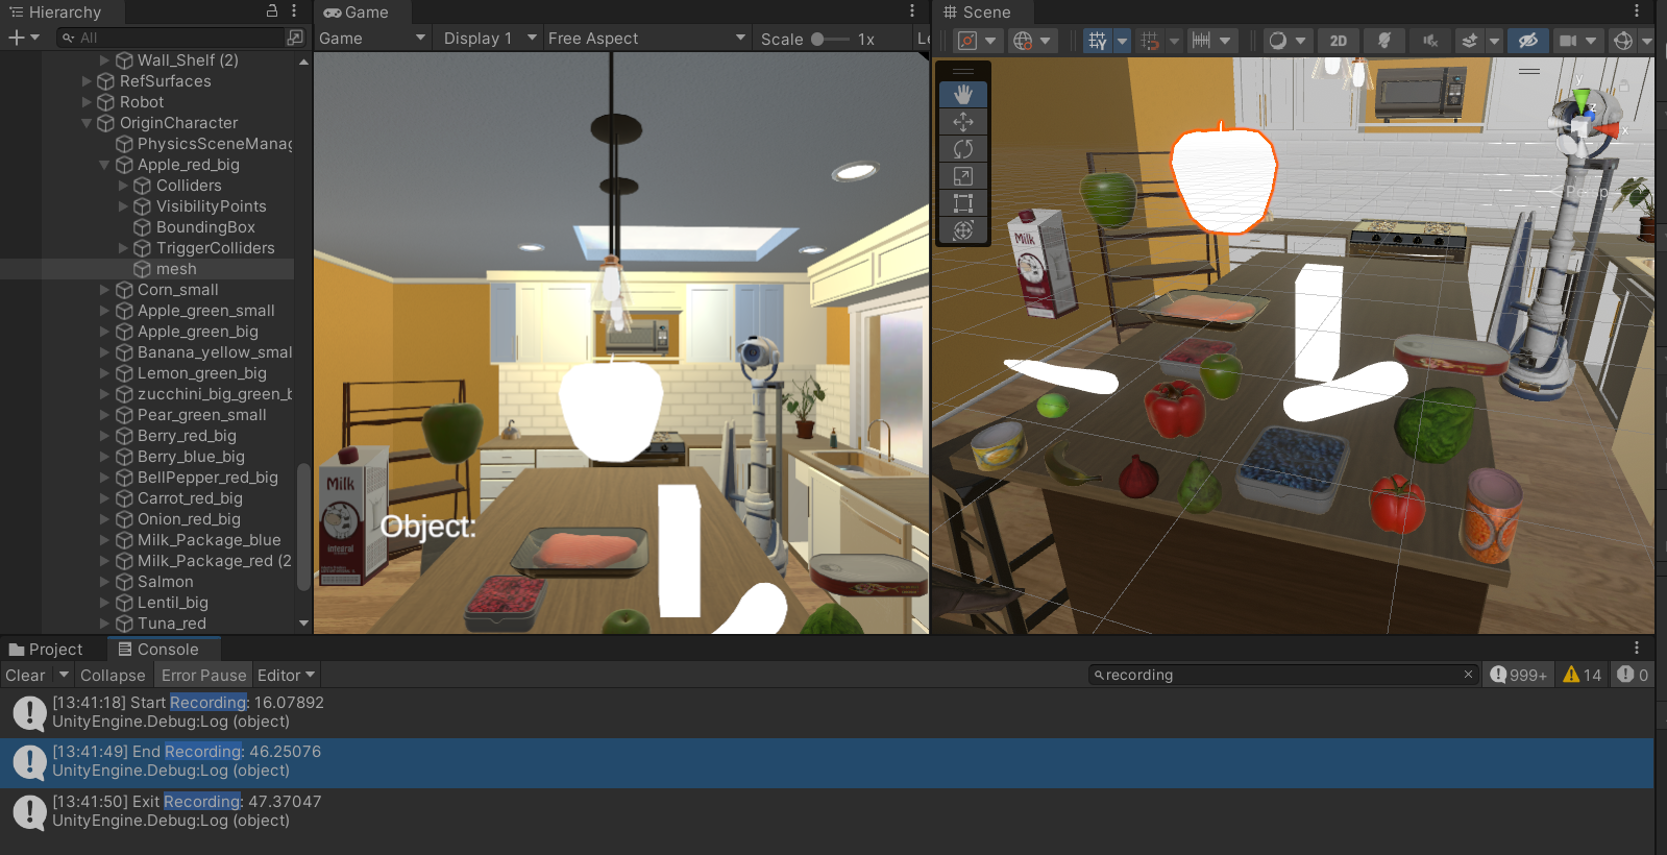 Hierarchy
All
Wall_Shelf (2)
RefSurfaces
Robot
OriginCharacter
PhysicsSceneManag
Apple_red_big
Colliders
VisibilityPoints
BoundingBox
TriggerColliders
mesh
Corn_small
Apple_green_small
Apple_green_big
Banana_yellow_smal
Lemon_green_big
zucchini_big_green_b
Pear_green_small
Berry_red_big
Berry_blue_big
BellPepper_red_big
Carrot_red_big
Onion_red_big
Milk_Package_blue
Milk_Package_red (2
Salmon
Lentil_big
Tuna_red
Game
Game Display 1 Free Aspect Scale 1x Le
Milk
integral
Object:
Scene
2D
y
z
x
Persp
Milk
Project Console
Clear Collapse Error Pause Editor recording 999+ 14 0
[13:41:18] Start Recording: 16.07892
UnityEngine.Debug:Log (object)
[13:41:49] End Recording: 46.25076
UnityEngine.Debug:Log (object)
[13:41:50] Exit Recording: 47.37047
UnityEngine.Debug:Log (object)